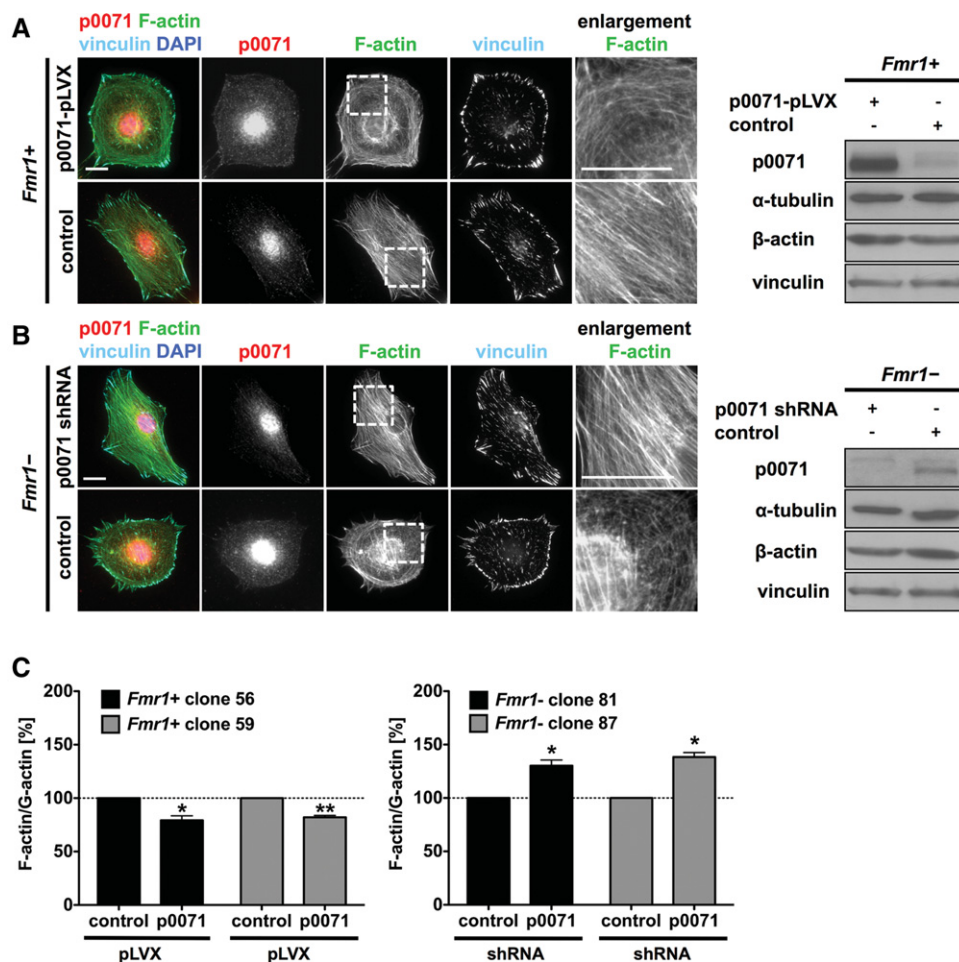 A
p0071 F-actin
vinculin DAPI
p0071
F-actin
vinculin
enlargement
F-actin
Fmr1+
p0071-pLVX
control
Fmr1+
p0071-pLVX + -
control - +
p0071
α-tubulin
β-actin
vinculin
B
p0071 F-actin
vinculin DAPI
p0071
F-actin
vinculin
enlargement
F-actin
Fmr1−
p0071 shRNA
control
Fmr1−
p0071 shRNA + -
control - +
p0071
α-tubulin
β-actin
vinculin
C
F-actin/G-actin [%]
200
150
100
50
0
Fmr1+ clone 56
Fmr1+ clone 59
*
**
control p0071 control p0071
pLVX pLVX
F-actin/G-actin [%]
200
150
100
50
0
Fmr1- clone 81
Fmr1- clone 87
*
*
control p0071 control p0071
shRNA shRNA